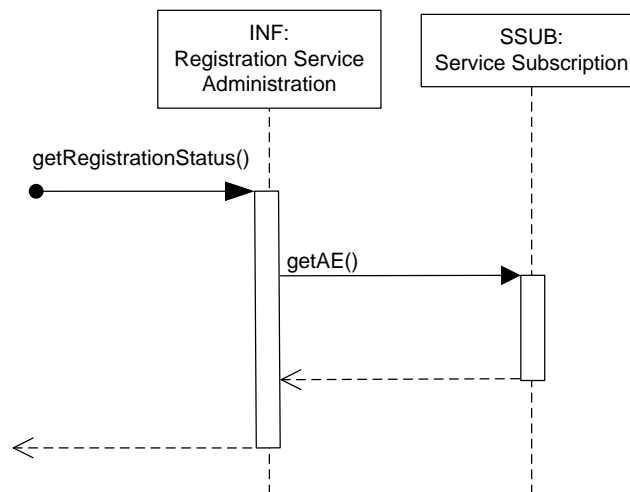 INF:
Registration Service
Administration
SSUB:
Service Subscription
getRegistrationStatus()
getAE()